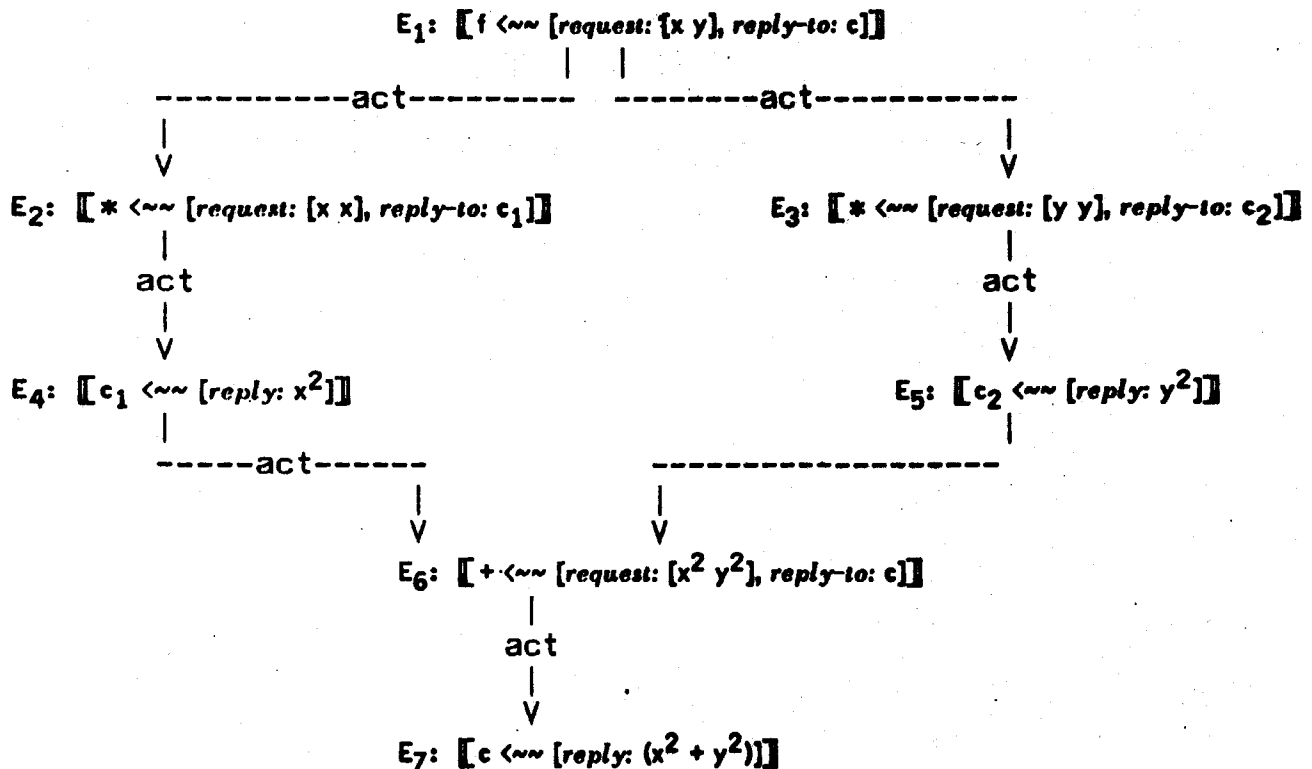 E₁: ⟦f <~~ [request: [x y], reply-to: c]⟧
act act
E₂: ⟦* <~~ [request: [x x], reply-to: c₁]⟧ E₃: ⟦* <~~ [request: [y y], reply-to: c₂]⟧
act act
E₄: ⟦c₁ <~~ [reply: x²]⟧ E₅: ⟦c₂ <~~ [reply: y²]⟧
act
E₆: ⟦+ <~~ [request: [x² y²], reply-to: c]⟧
act
E₇: ⟦c <~~ [reply: (x² + y²)]⟧